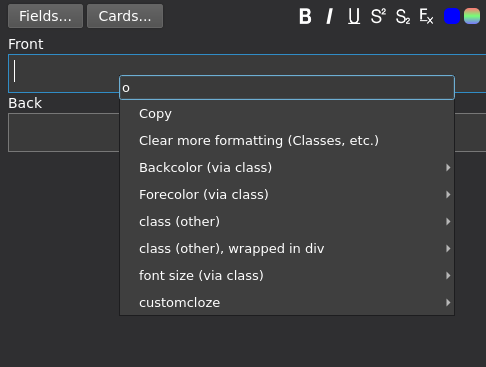 Fields... Cards... B I U S² S₂ Eₓ
Front
o
Back
Copy
Clear more formatting (Classes, etc.)
Backcolor (via class)
Forecolor (via class)
class (other)
class (other), wrapped in div
font size (via class)
customcloze